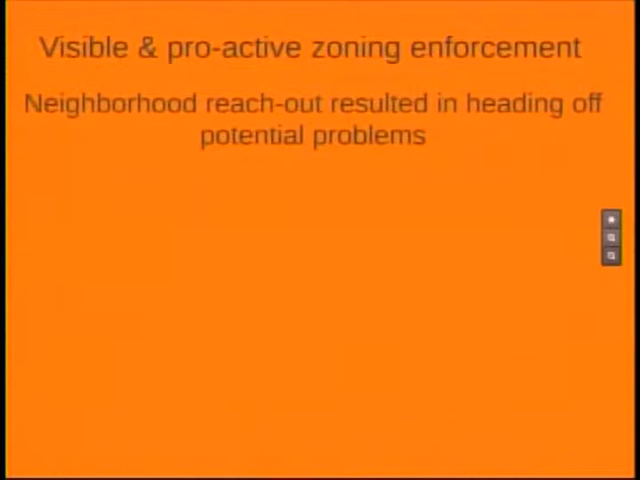 Visible & pro-active zoning enforcement
Neighborhood reach-out resulted in heading off
potential problems